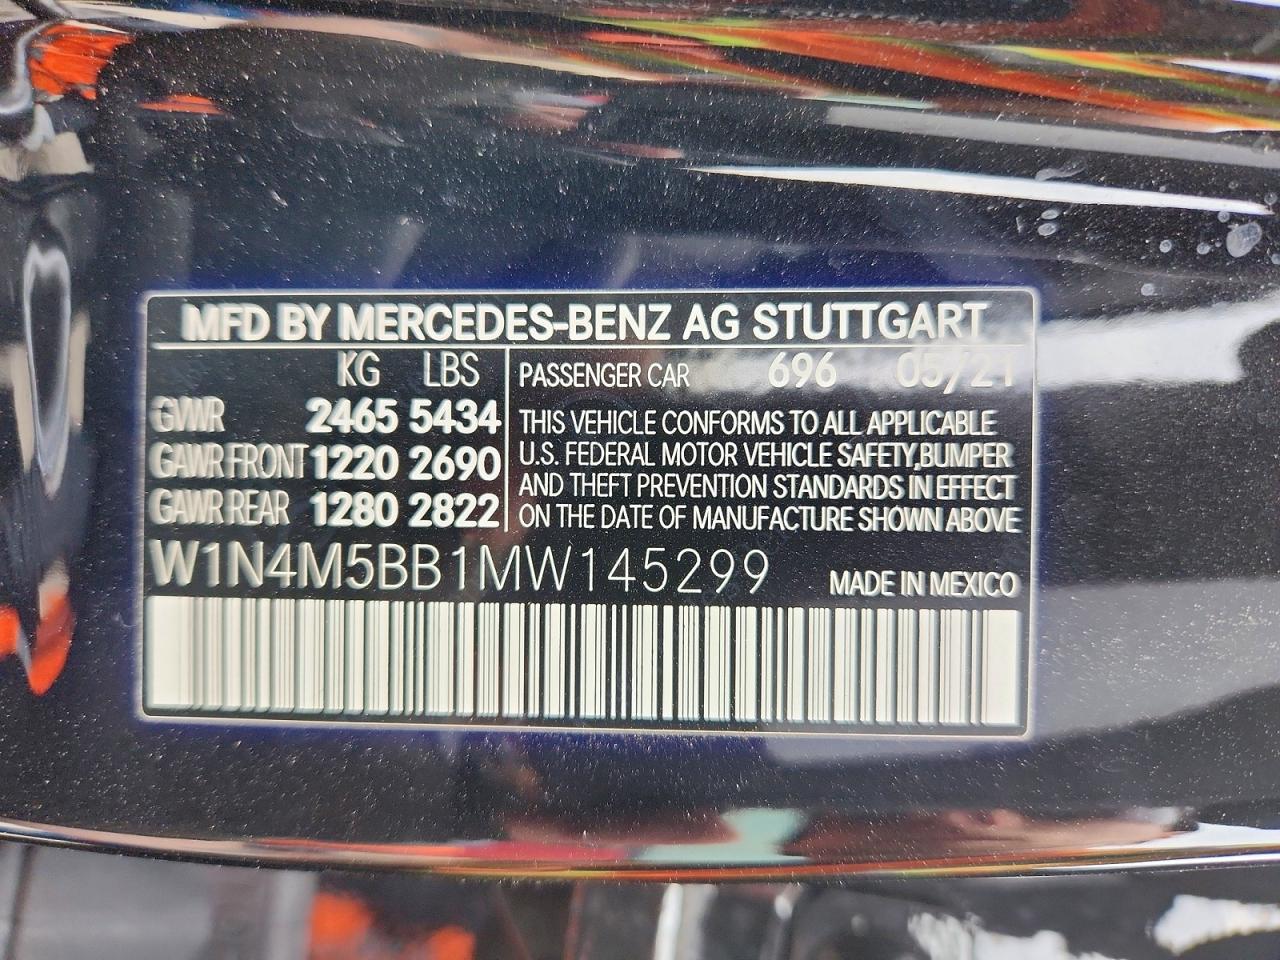 MFD BY MERCEDES-BENZ AG STUTTGART
KG LBS
GWR 2465 5434
GAWR FRONT 1220 2690
GAWR REAR 1280 2822
PASSENGER CAR 696 05/21
THIS VEHICLE CONFORMS TO ALL APPLICABLE
U.S. FEDERAL MOTOR VEHICLE SAFETY, BUMPER
AND THEFT PREVENTION STANDARDS IN EFFECT
ON THE DATE OF MANUFACTURE SHOWN ABOVE
W1N4M5BB1MW145299
MADE IN MEXICO